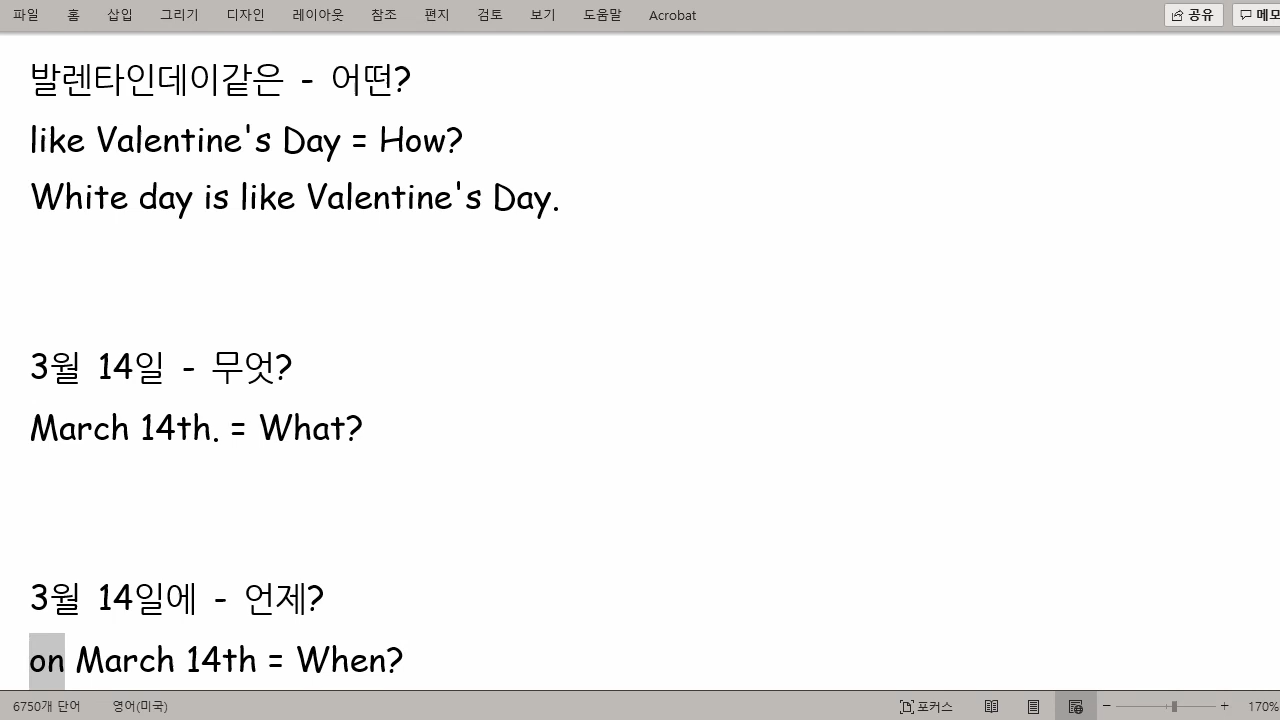 파일 홈 삽입 그리기 디자인 레이아웃 참조 편지 검토 보기 도움말 Acrobat 공유 메모
발렌타인데이같은 - 어떤?
like Valentine's Day = How?
White day is like Valentine's Day.
3월 14일 - 무엇?
March 14th. = What?
3월 14일에 - 언제?
on March 14th = When?
6750개 단어 영어(미국) 포커스 170%